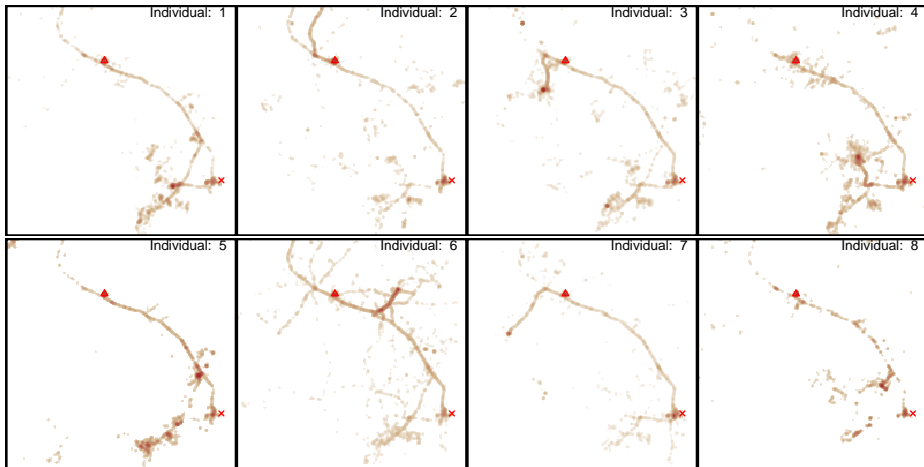 Individual: 1
Individual: 2
Individual: 3
Individual: 4
Individual: 5
Individual: 6
Individual: 7
Individual: 8